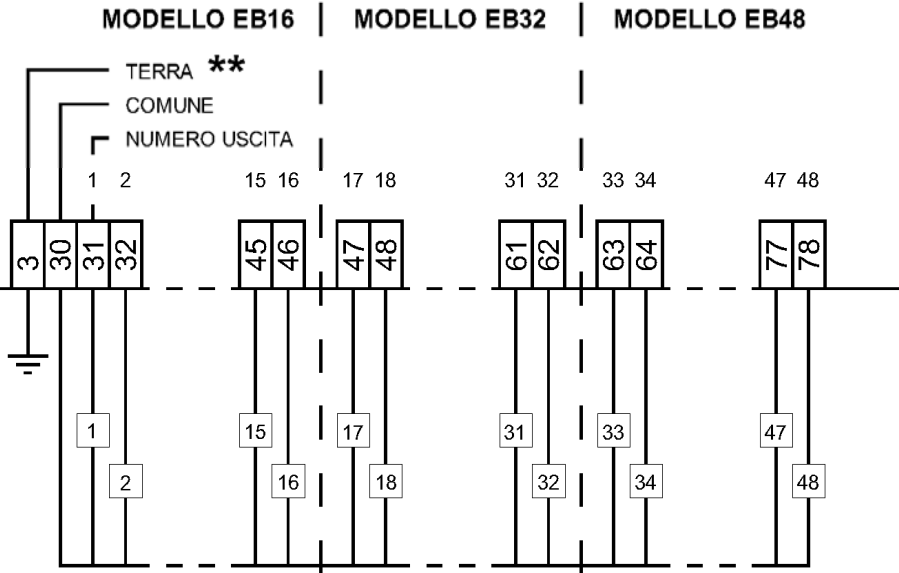 MODELLO EB16 MODELLO EB32 MODELLO EB48
TERRA **
COMUNE
NUMERO USCITA
1 2 15 16 17 18 31 32 33 34 47 48
3 30 31 32 45 46 47 48 61 62 63 64 77 78
1 15 17 31 33 47
2 16 18 32 34 48